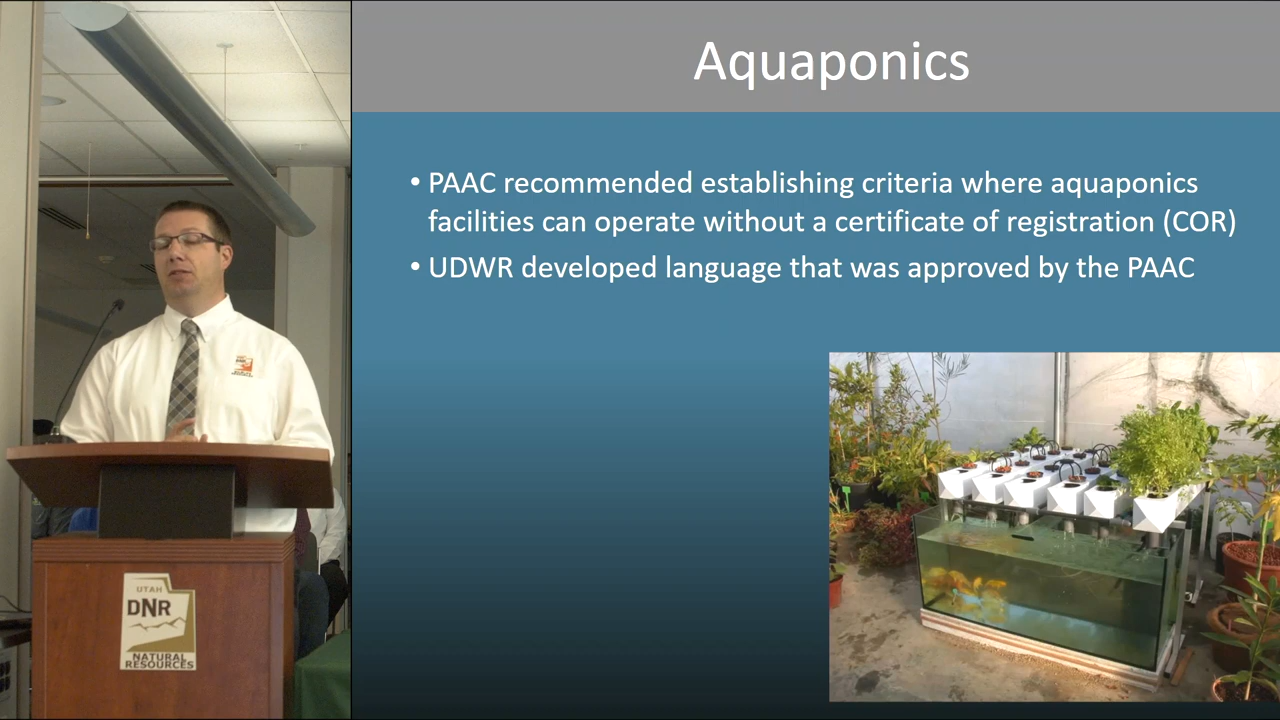 Aquaponics
• PAAC recommended establishing criteria where aquaponics
facilities can operate without a certificate of registration (COR)
• UDWR developed language that was approved by the PAAC
DNR
UTAH
DNR
NATURAL
RESOURCES